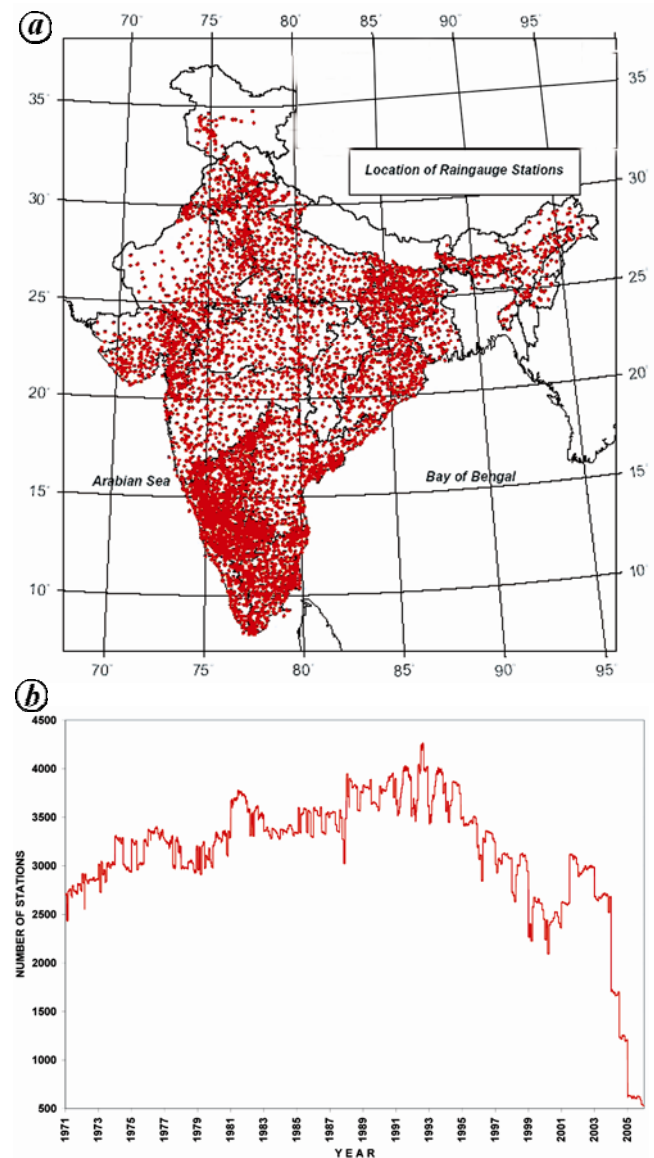 a
70° 75° 80° 85° 90° 95°
35° 35°
Location of Raingauge Stations
30° 30°
25° 25°
20° 20°
Arabian Sea Bay of Bengal
15° 15°
10° 10°
70° 75° 80° 85° 90° 95°
b
4500
4000
3500
3000
2500
2000
1500
1000
500
NUMBER OF STATIONS
1971 1973 1975 1977 1979 1981 1983 1985 1987 1989 1991 1993 1995 1997 1999 2001 2003 2005
YEAR